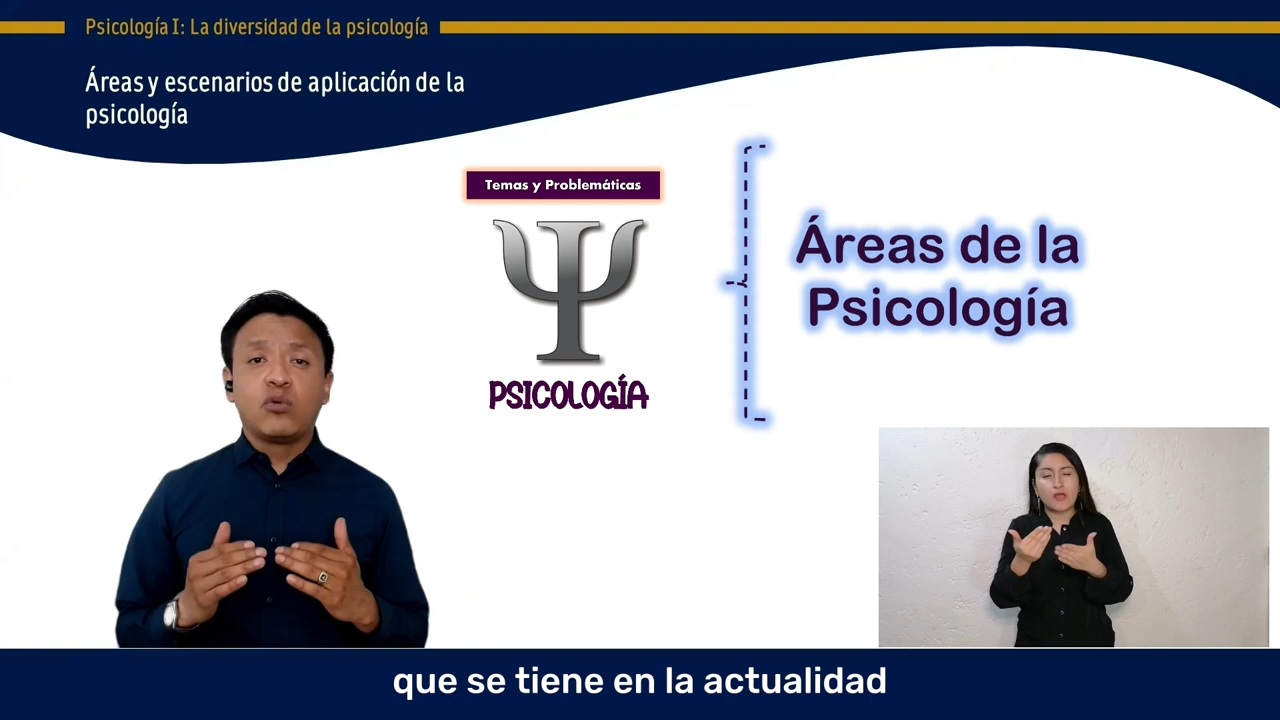 Psicología I: La diversidad de la psicología
Áreas y escenarios de aplicación de la
psicología
Temas y Problemáticas
Ψ
PSICOLOGÍA
Áreas de la
Psicología
que se tiene en la actualidad